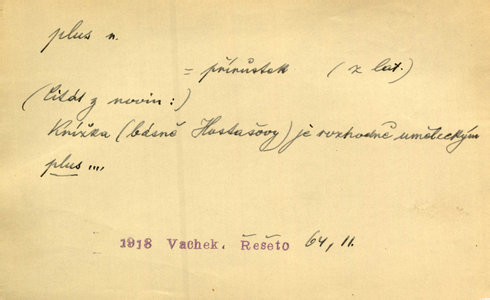 plus n.
= přírůstek (z lat.)
(Citát z novin:)
Knížka (básně Hostašovy) je rozhodně uměleckým
plus ....
1918 Vachek. Řešeto 64, 11.